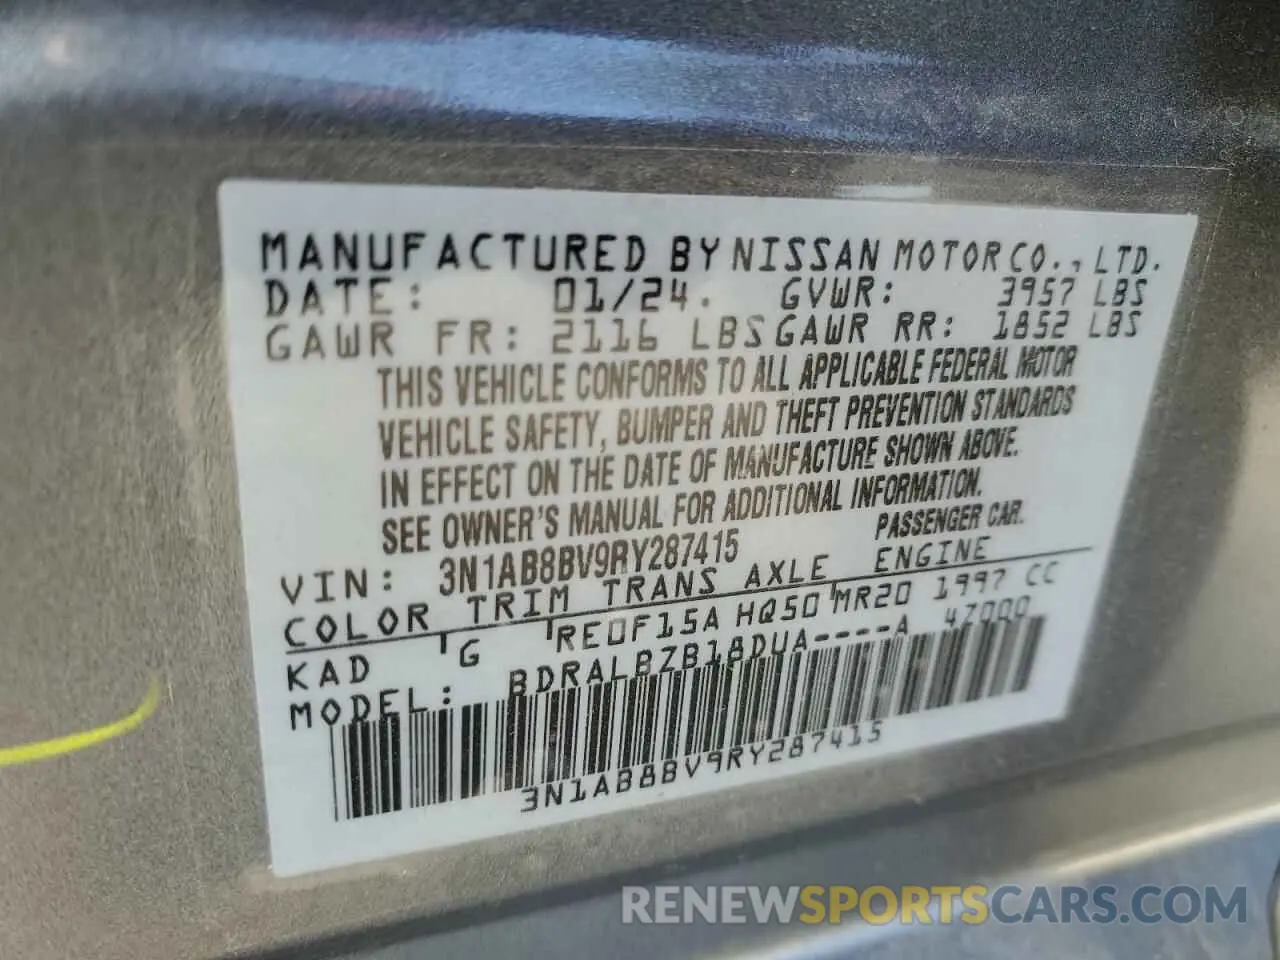 MANUFACTURED BY NISSAN MOTOR CO., LTD.
DATE: 01/24. GVWR: 3957 LBS
GAWR FR: 2116 LBS GAWR RR: 1852 LBS
THIS VEHICLE CONFORMS TO ALL APPLICABLE FEDERAL MOTOR
VEHICLE SAFETY, BUMPER AND THEFT PREVENTION STANDARDS
IN EFFECT ON THE DATE OF MANUFACTURE SHOWN ABOVE.
SEE OWNER'S MANUAL FOR ADDITIONAL INFORMATION.
VIN: 3N1AB8BV9RY287415 PASSENGER CAR.
COLOR TRIM TRANS AXLE ENGINE
KAD G RE0F15A HQ50 MR20 1997 CC
MODEL: BDRALBZB18DUA----A 4Z000
3N1AB8BV9RY287415
RENEWSPORTSCARS.COM